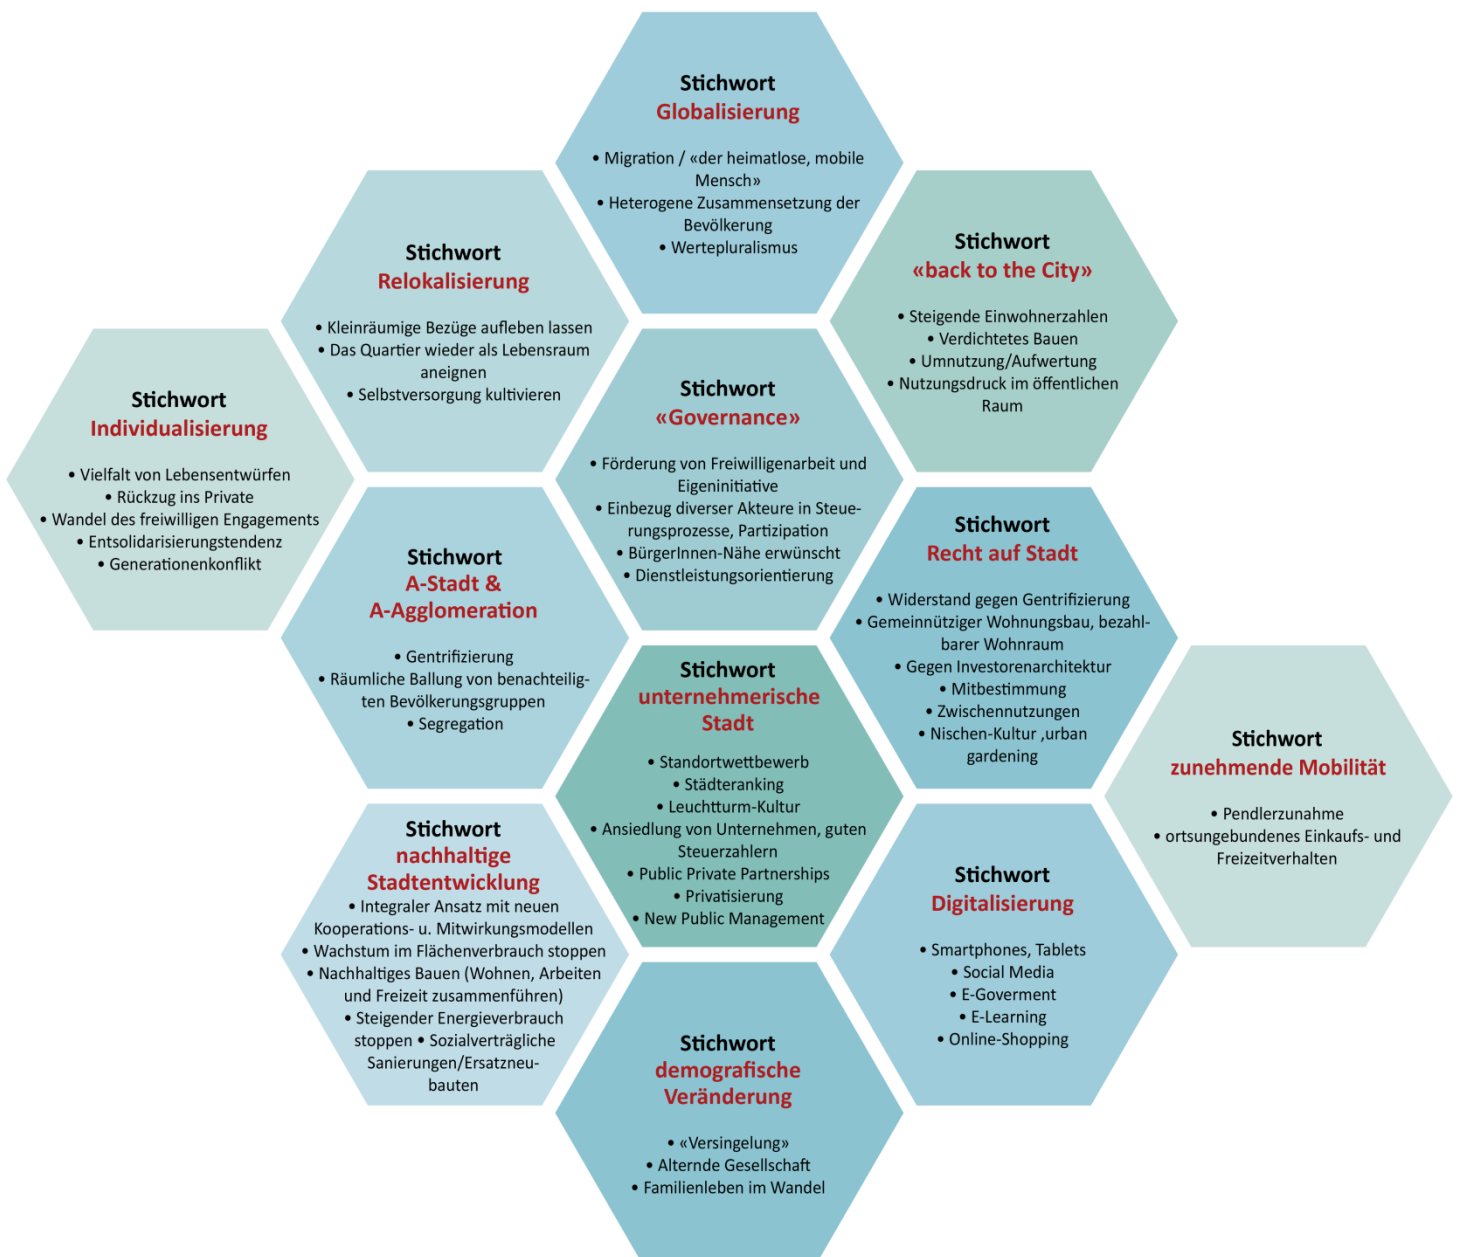 Stichwort
Globalisierung
• Migration / «der heimatlose, mobile
Mensch»
• Heterogene Zusammensetzung der
Bevölkerung
• Wertepluralismus
Stichwort
Relokalisierung
• Kleinräumige Bezüge aufleben lassen
• Das Quartier wieder als Lebensraum
aneignen
• Selbstversorgung kultivieren
Stichwort
«back to the City»
• Steigende Einwohnerzahlen
• Verdichtetes Bauen
• Umnutzung/Aufwertung
• Nutzungsdruck im öffentlichen
Raum
Stichwort
Individualisierung
• Vielfalt von Lebensentwürfen
• Rückzug ins Private
• Wandel des freiwilligen Engagements
• Entsolidarisierungstendenz
• Generationenkonflikt
Stichwort
«Governance»
• Förderung von Freiwilligenarbeit und
Eigeninitiative
• Einbezug diverser Akteure in Steue-
rungsprozesse, Partizipation
• BürgerInnen-Nähe erwünscht
• Dienstleistungsorientierung
Stichwort
A-Stadt &
A-Agglomeration
• Gentrifizierung
• Räumliche Ballung von benachteilig-
ten Bevölkerungsgruppen
• Segregation
Stichwort
Recht auf Stadt
• Widerstand gegen Gentrifizierung
• Gemeinnütziger Wohnungsbau, bezahl-
barer Wohnraum
• Gegen Investorenarchitektur
• Mitbestimmung
• Zwischennutzungen
• Nischen-Kultur ,urban
gardening
Stichwort
unternehmerische
Stadt
• Standortwettbewerb
• Städteranking
• Leuchtturm-Kultur
• Ansiedlung von Unternehmen, guten
Steuerzahlern
• Public Private Partnerships
• Privatisierung
• New Public Management
Stichwort
zunehmende Mobilität
• Pendlerzunahme
• ortsungebundenes Einkaufs- und
Freizeitverhalten
Stichwort
nachhaltige
Stadtentwicklung
• Integraler Ansatz mit neuen
Kooperations- u. Mitwirkungsmodellen
• Wachstum im Flächenverbrauch stoppen
• Nachhaltiges Bauen (Wohnen, Arbeiten
und Freizeit zusammenführen)
• Steigender Energieverbrauch
stoppen • Sozialverträgliche
Sanierungen/Ersatzneu-
bauten
Stichwort
Digitalisierung
• Smartphones, Tablets
• Social Media
• E-Goverment
• E-Learning
• Online-Shopping
Stichwort
demografische
Veränderung
• «Versingelung»
• Alternde Gesellschaft
• Familienleben im Wandel